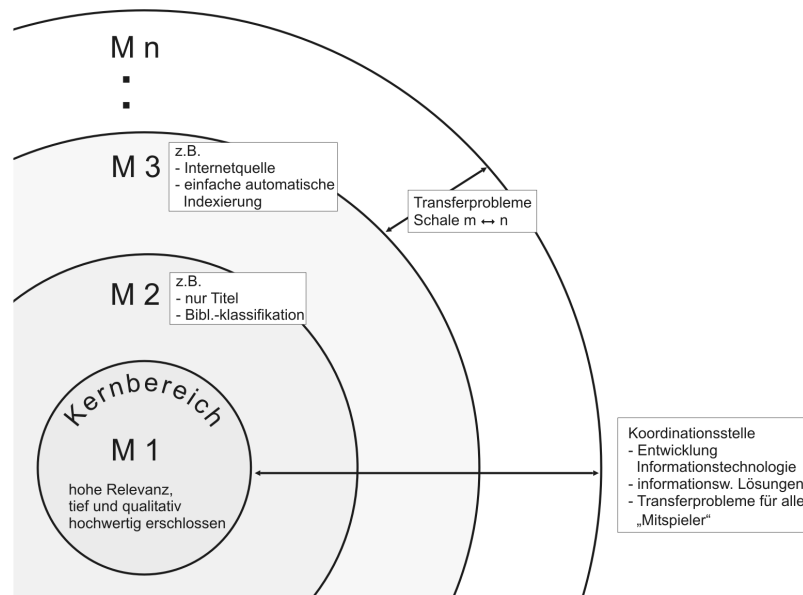 M n
M 3
z.B.
- Internetquelle
- einfache automatische
Indexierung
Transferprobleme
Schale m ↔ n
M 2
z.B.
- nur Titel
- Bibl.-klassifikation
Kernbereich
M 1
hohe Relevanz,
tief und qualitativ
hochwertig erschlossen
Koordinationsstelle
- Entwicklung
Informationstechnologie
- informationsw. Lösungen
- Transferprobleme für alle
„Mitspieler“